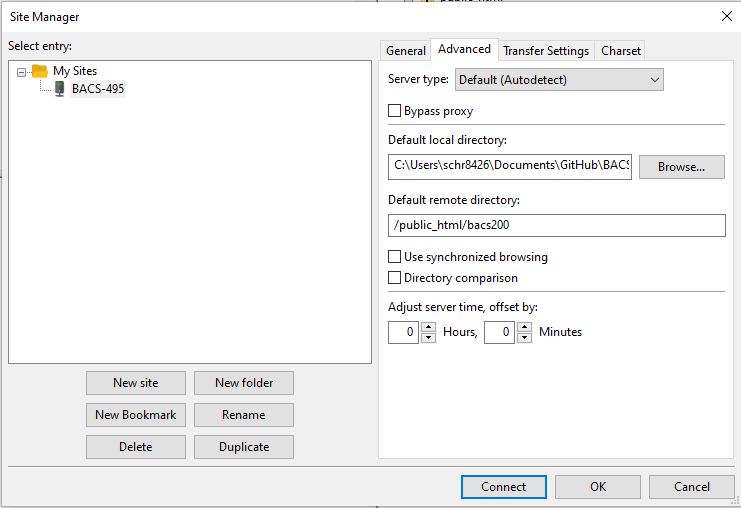 Site Manager
Select entry:
My Sites
BACS-495
New site
New folder
New Bookmark
Rename
Delete
Duplicate
General
Advanced
Transfer Settings
Charset
Server type:
Default (Autodetect)
Bypass proxy
Default local directory:
C:\Users\schr8426\Documents\GitHub\BACS
Browse...
Default remote directory:
/public_html/bacs200
Use synchronized browsing
Directory comparison
Adjust server time, offset by:
0 Hours, 0 Minutes
Connect
OK
Cancel